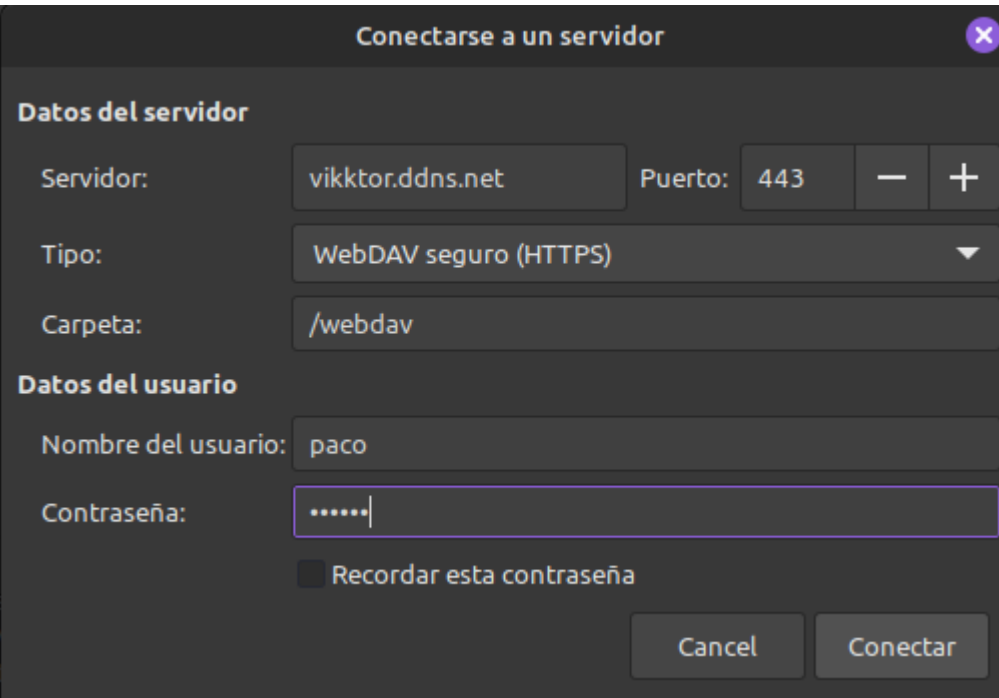 Conectarse a un servidor
Datos del servidor
Servidor: vikktor.ddns.net Puerto: 443
Tipo: WebDAV seguro (HTTPS)
Carpeta: /webdav
Datos del usuario
Nombre del usuario: paco
Contraseña: ••••••
Recordar esta contraseña
Cancel Conectar